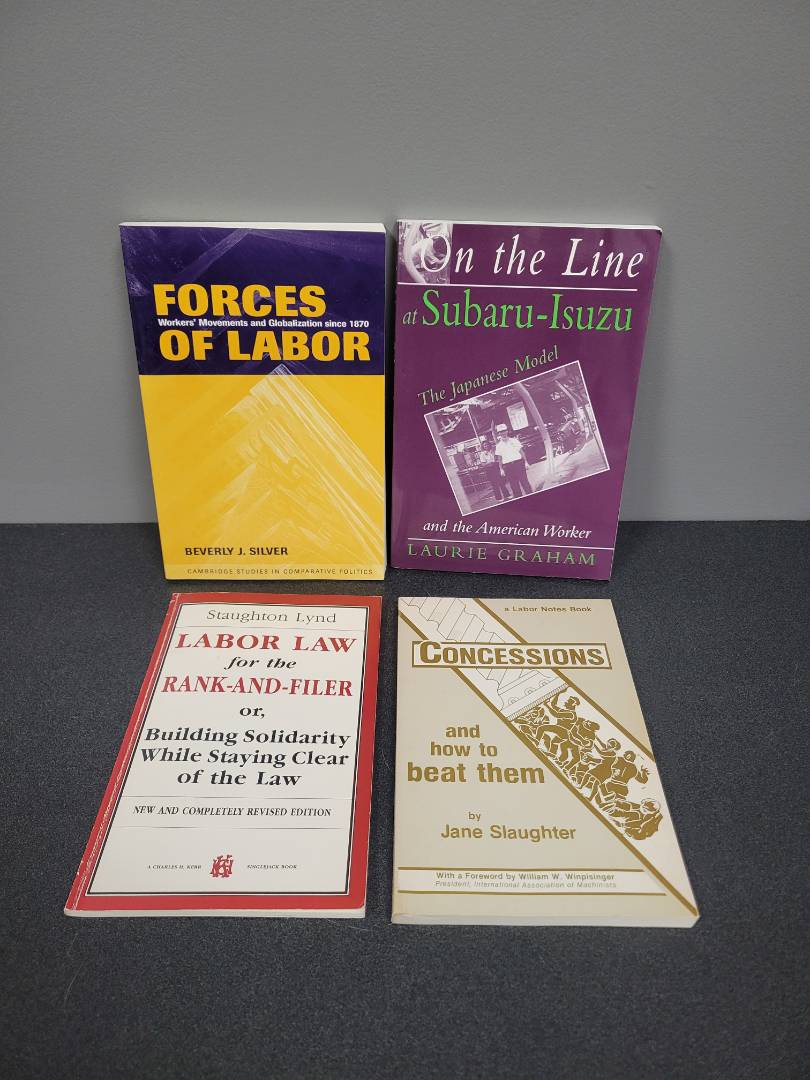 FORCES
Workers' Movements and Globalization since 1870
OF LABOR
BEVERLY J. SILVER
CAMBRIDGE STUDIES IN COMPARATIVE POLITICS
On the Line
at Subaru-Isuzu
The Japanese Model
and the American Worker
LAURIE GRAHAM
Staughton Lynd
LABOR LAW
for the
RANK-AND-FILER
or,
Building Solidarity
While Staying Clear
of the Law
NEW AND COMPLETELY REVISED EDITION
A CHARLES H. KERR SINGLEJACK BOOK
a Labor Notes Book
CONCESSIONS
and
how to
beat them
by
Jane Slaughter
With a Foreword by William W. Winpisinger
President, International Association of Machinists